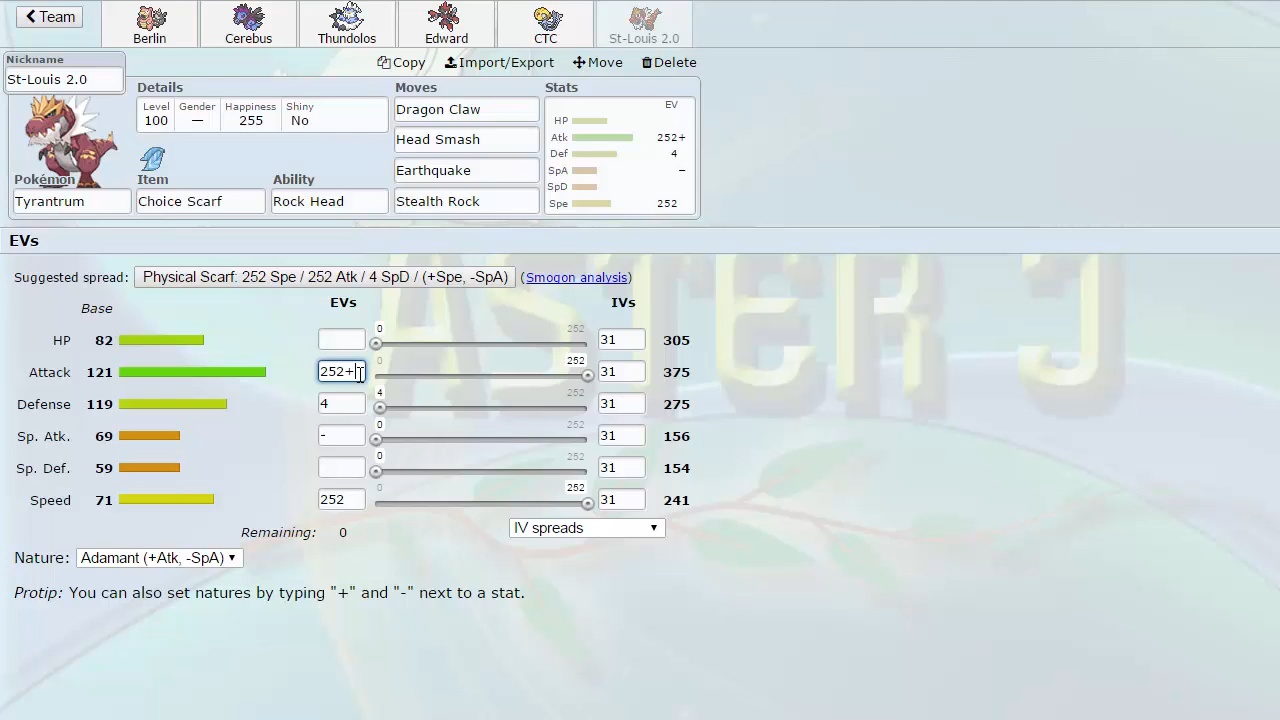 Team
Berlin
Cerebus
Thundolos
Edward
CTC
St-Louis 2.0
Nickname
St-Louis 2.0
Copy
Import/Export
Move
Delete
Details
Level
100
Gender
—
Happiness
255
Shiny
No
Pokémon
Tyrantrum
Item
Choice Scarf
Ability
Rock Head
Moves
Dragon Claw
Head Smash
Earthquake
Stealth Rock
Stats
EV
HP
Atk 252+
Def 4
SpA –
SpD
Spe 252
EVs
Suggested spread: Physical Scarf: 252 Spe / 252 Atk / 4 SpD / (+Spe, -SpA) (Smogon analysis)
Base EVs IVs
HP 82 0 252 31 305
Attack 121 252+ 0 252 31 375
Defense 119 4 4 252 31 275
Sp. Atk. 69 - 0 252 31 156
Sp. Def. 59 0 252 31 154
Speed 71 252 0 252 31 241
Remaining: 0
IV spreads
Nature: Adamant (+Atk, -SpA)
Protip: You can also set natures by typing "+" and "-" next to a stat.
ASTER J